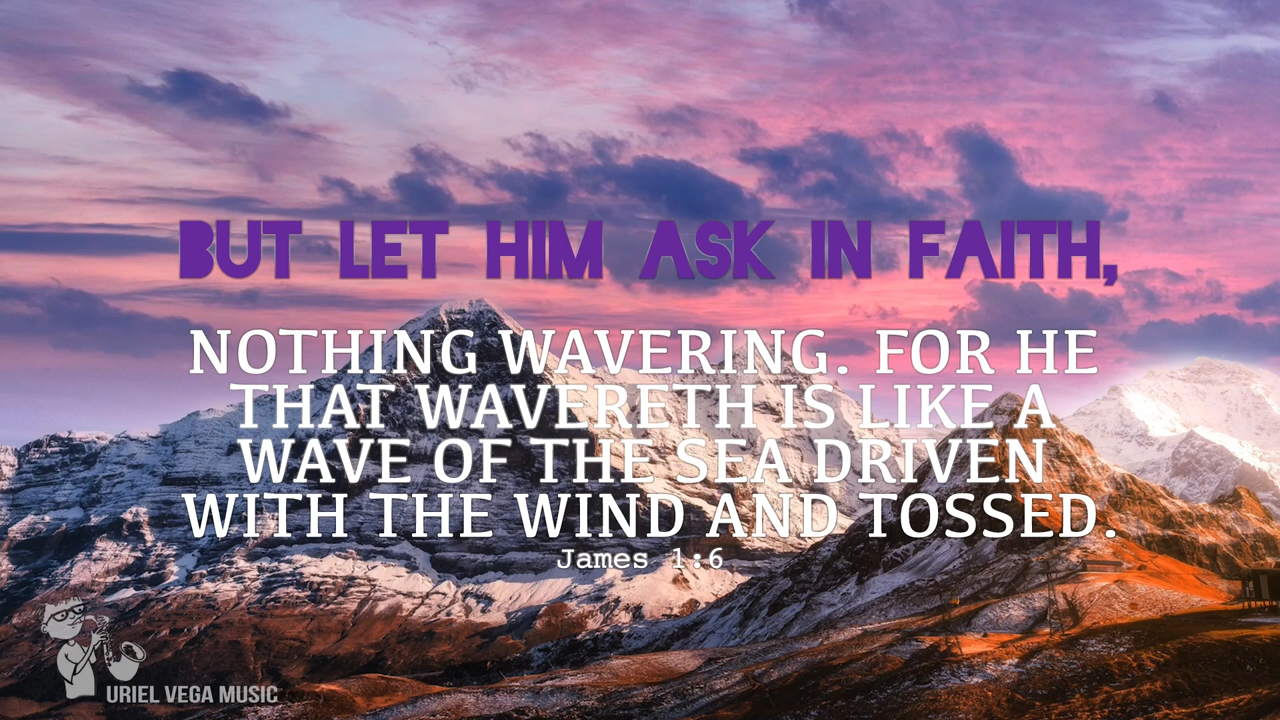 BUT LET HIM ASK IN FAITH,
NOTHING WAVERING. FOR HE
THAT WAVERETH IS LIKE A
WAVE OF THE SEA DRIVEN
WITH THE WIND AND TOSSED.
James 1:6
URIEL VEGA MUSIC